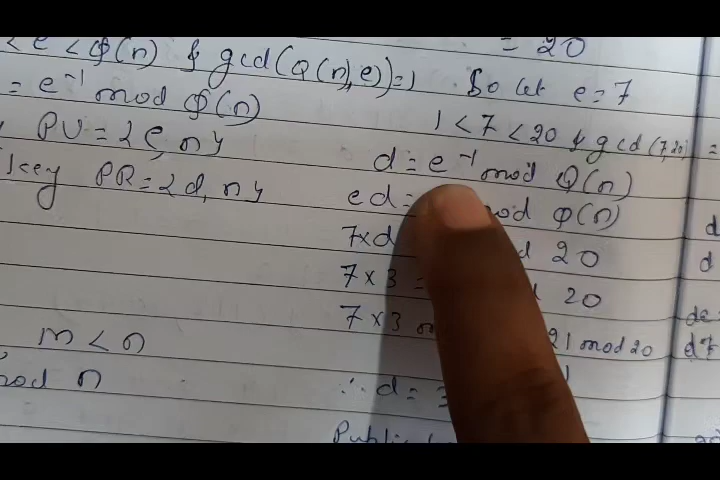 = 20
< e < φ(n) & gcd(φ(n), e) = 1
So let e = 7
= e⁻¹ mod φ(n)
1 < 7 < 20 & gcd(7,20) =
PU = {e, n}
d = e⁻¹ mod φ(n)
key PR = {d, n}
ed = mod φ(n)
d
7×d 20
d
7×3 = 20
7×3 m 21 mod 20
m < n
mod n
∴ d = 3
Public